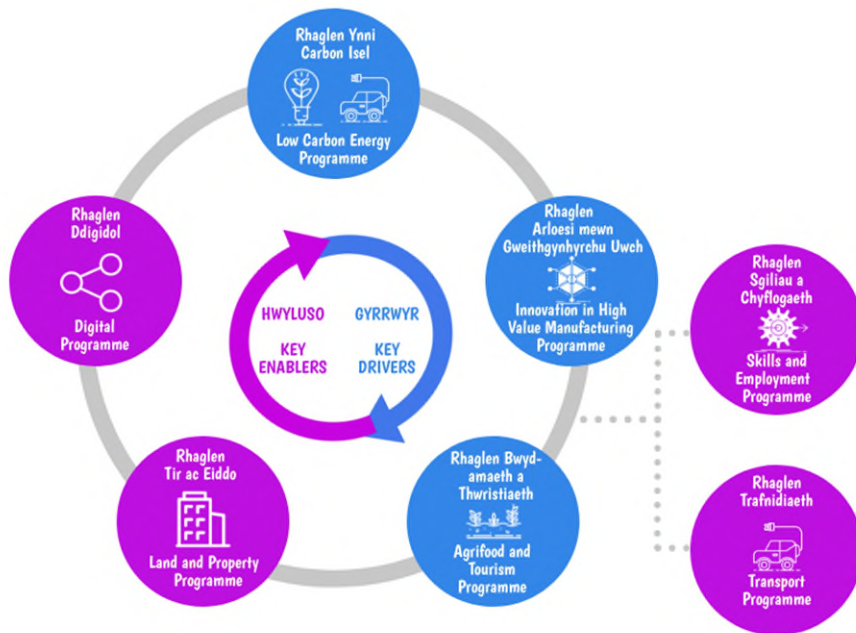 Rhaglen Ynni
Carbon Isel
Low Carbon Energy
Programme
Rhaglen
Ddigidol
Digital
Programme
Rhaglen
Arloesi mewn
Gweithgynhyrchu Uwch
Innovation in High
Value Manufacturing
Programme
HWYLUSO
KEY
ENABLERS
GYRRWYR
KEY
DRIVERS
Rhaglen
Sgiliau a
Chyflogaeth
Skills and
Employment
Programme
Rhaglen
Tir ac Eiddo
Land and Property
Programme
Rhaglen Bwyd-
amaeth a
Thwristiaeth
Agrifood and
Tourism
Programme
Rhaglen
Trafnidiaeth
Transport
Programme